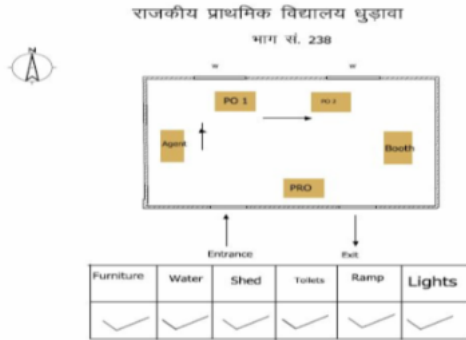 राजकीय प्राथमिक विद्यालय धुड़ावा
भाग सं. 238
N
W W
PO 1 PO 2
Agent Booth
PRO
Entrance Exit
Furniture Water Shed Toilets Ramp Lights